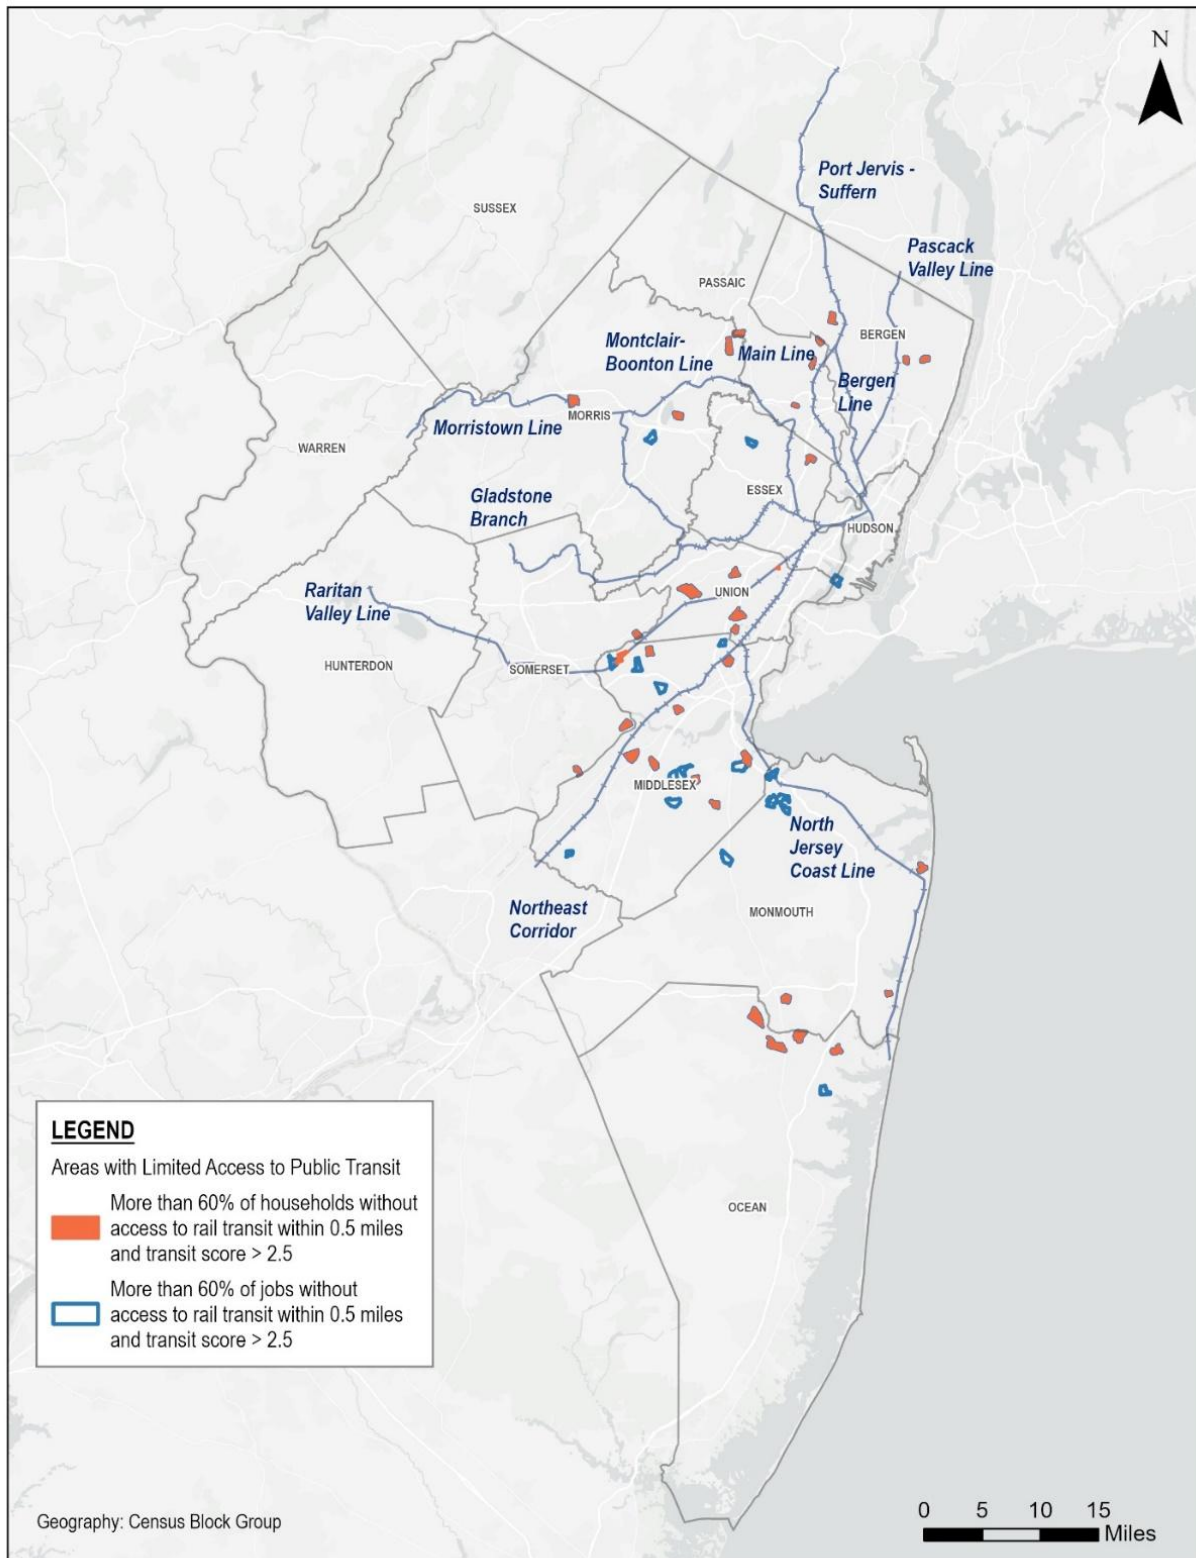 N
Port Jervis -
Suffern
SUSSEX
Pascack
Valley Line
PASSAIC
BERGEN
Montclair-
Boonton Line
Main Line
Bergen
Line
MORRIS
Morristown Line
WARREN
ESSEX
Gladstone
Branch
HUDSON
Raritan
Valley Line
UNION
HUNTERDON
SOMERSET
MIDDLESEX
North
Jersey
Coast Line
Northeast
Corridor
MONMOUTH
OCEAN
LEGEND
Areas with Limited Access to Public Transit
More than 60% of households without
access to rail transit within 0.5 miles
and transit score > 2.5
More than 60% of jobs without
access to rail transit within 0.5 miles
and transit score > 2.5
Geography: Census Block Group
0 5 10 15
Miles